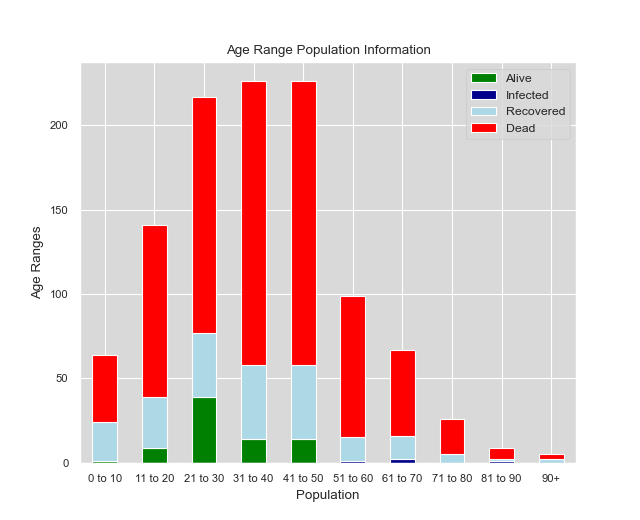 Age Range Population Information
Alive
Infected
Recovered
Dead
Age Ranges
200
150
100
50
0
0 to 10 11 to 20 21 to 30 31 to 40 41 to 50 51 to 60 61 to 70 71 to 80 81 to 90 90+
Population